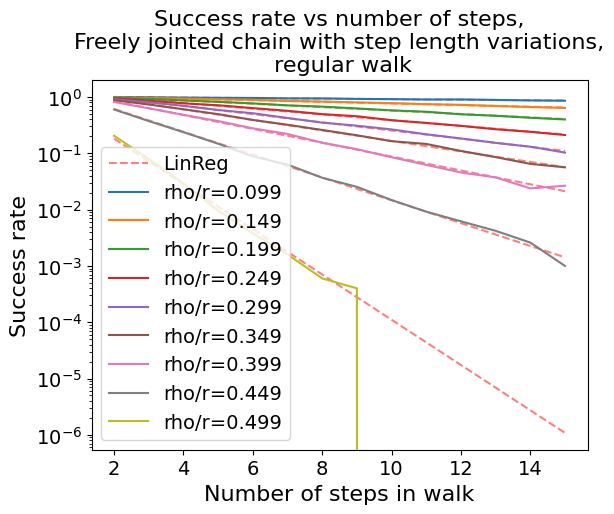 Success rate vs number of steps,
Freely jointed chain with step length variations,
regular walk
Success rate
10^0
10^-1
10^-2
10^-3
10^-4
10^-5
10^-6
LinReg
rho/r=0.099
rho/r=0.149
rho/r=0.199
rho/r=0.249
rho/r=0.299
rho/r=0.349
rho/r=0.399
rho/r=0.449
rho/r=0.499
2 4 6 8 10 12 14
Number of steps in walk